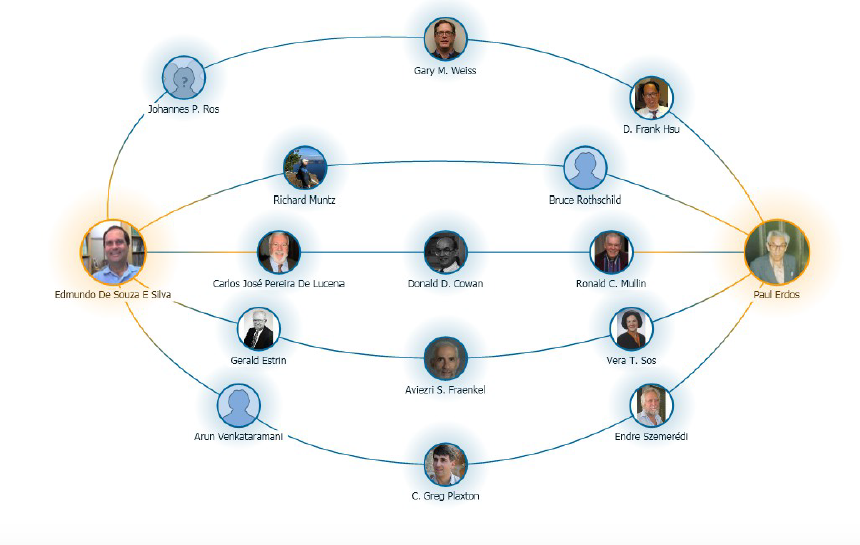 Gary M. Weiss
Johannes P. Ros
D. Frank Hsu
Richard Muntz
Bruce Rothschild
Carlos José Pereira De Lucena
Donald D. Cowan
Ronald C. Mullin
Edmundo De Souza E Silva
Paul Erdos
Gerald Estrin
Vera T. Sos
Aviezri S. Fraenkel
Arun Venkataramani
Endre Szemerédi
C. Greg Plaxton